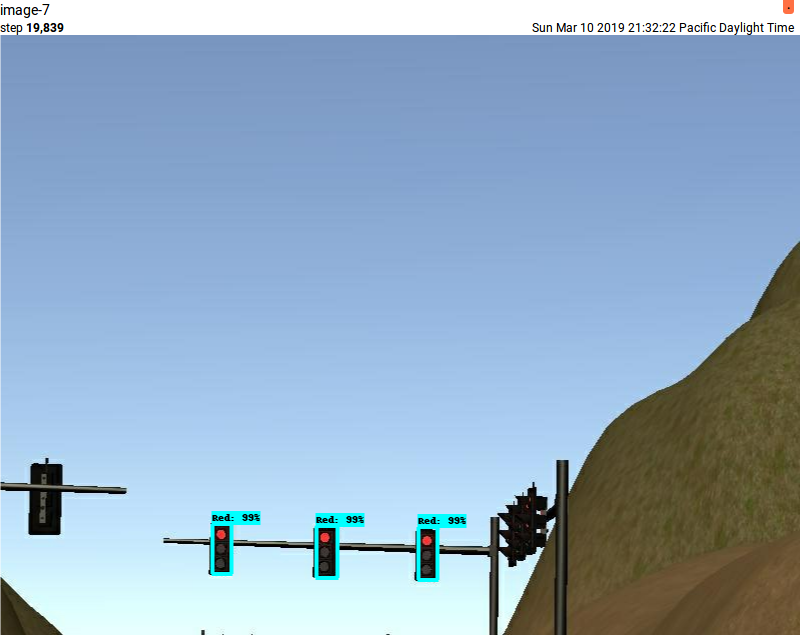 image-7
step 19,839
Sun Mar 10 2019 21:32:22 Pacific Daylight Time
Red: 99%
Red: 99%
Red: 99%